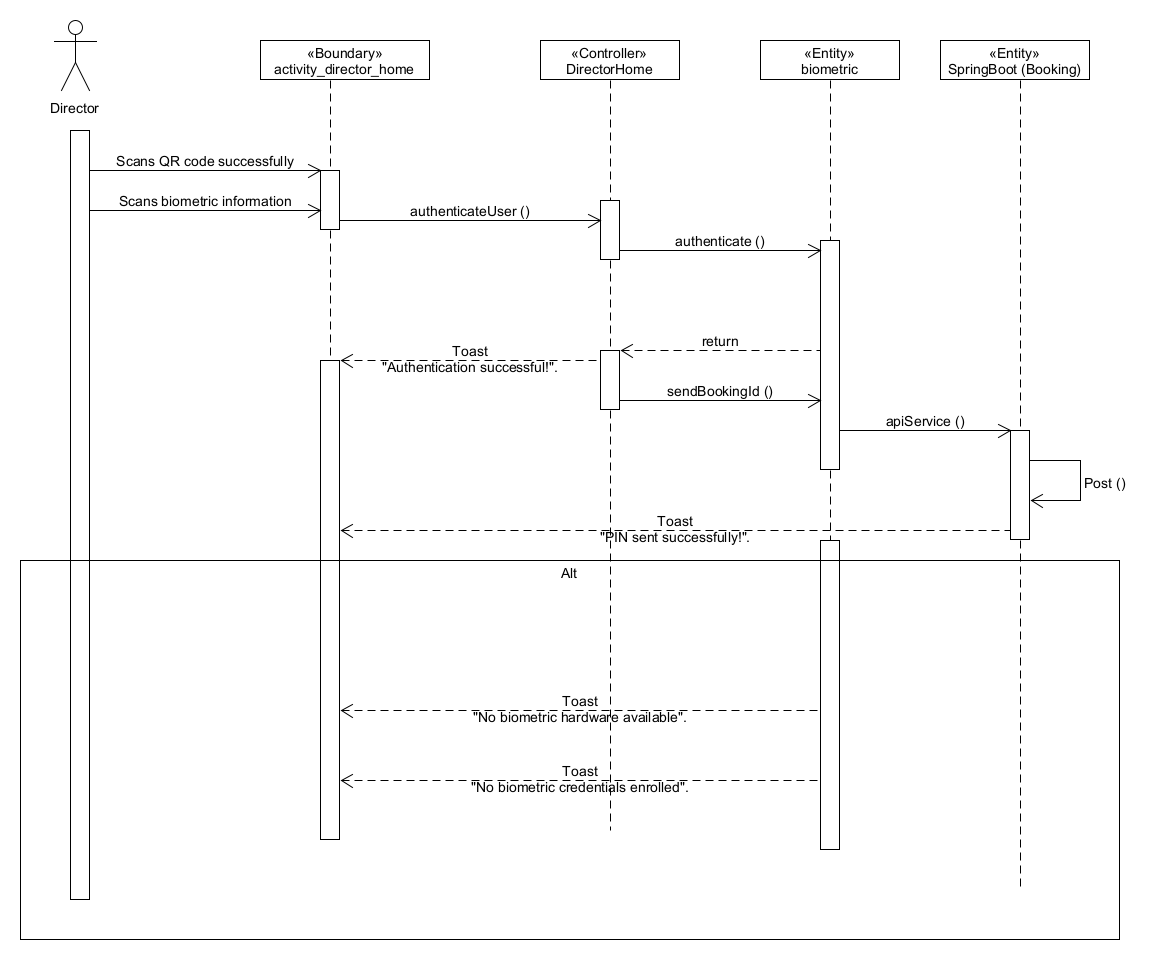 Director
«Boundary»
activity_director_home
«Controller»
DirectorHome
«Entity»
biometric
«Entity»
SpringBoot (Booking)
Scans QR code successfully
Scans biometric information
authenticateUser ()
authenticate ()
return
Toast
"Authentication successful!".
sendBookingId ()
apiService ()
Post ()
Toast
"PIN sent successfully!".
Alt
Toast
"No biometric hardware available".
Toast
"No biometric credentials enrolled".